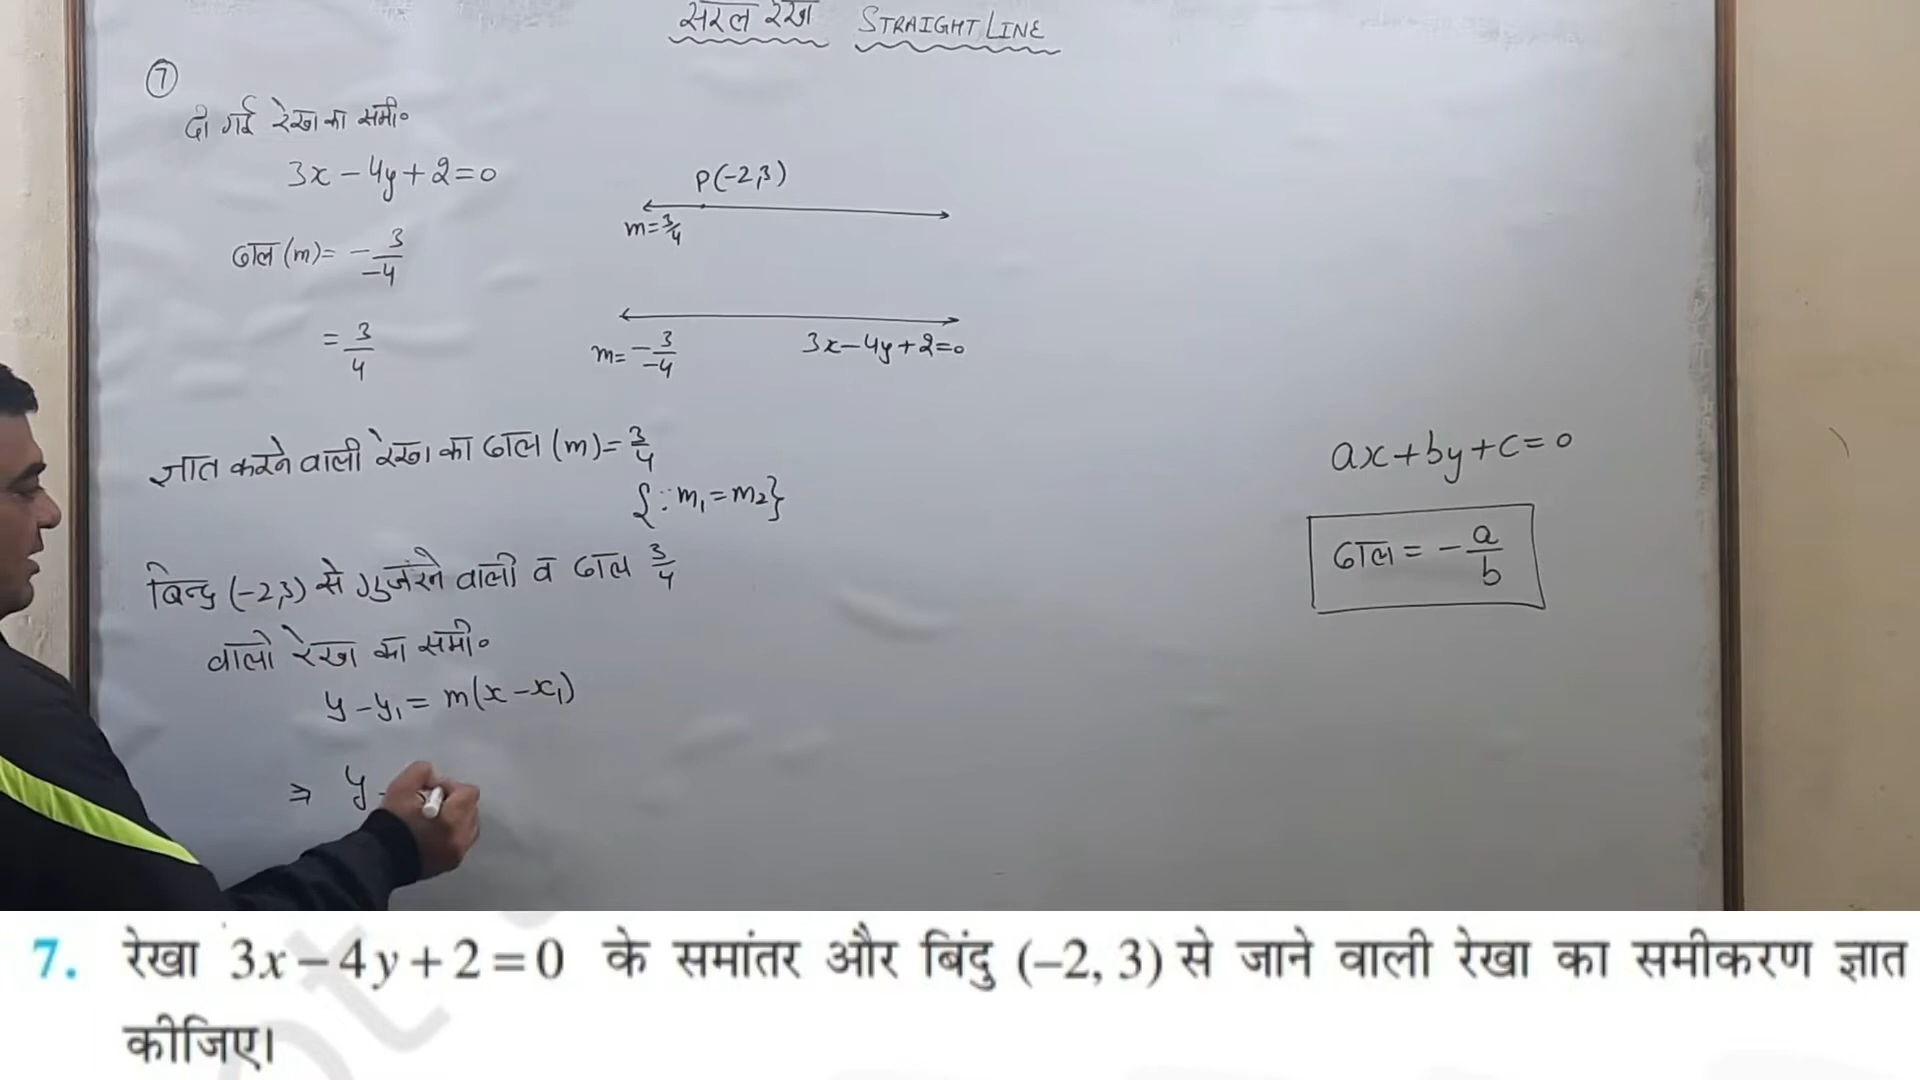 सरल रेखा STRAIGHT LINE
7
दी गई रेखा का समी०
3x - 4y + 2 = 0
ढाल (m) = - 3/-4
= 3/4
P(-2,3)
m = 3/4
m = - 3/-4
3x - 4y + 2 = 0
ज्ञात करने वाली रेखा का ढाल (m) = 3/4
{∵ m₁ = m₂}
बिन्दु (-2,3) से गुजरने वाली व ढाल 3/4
वाली रेखा का समी०
y - y₁ = m(x - x₁)
⇒ y -
ax + by + c = 0
ढाल = - a/b
7. रेखा 3x – 4y + 2 = 0 के समांतर और बिंदु (–2, 3) से जाने वाली रेखा का समीकरण ज्ञात
कीजिए।